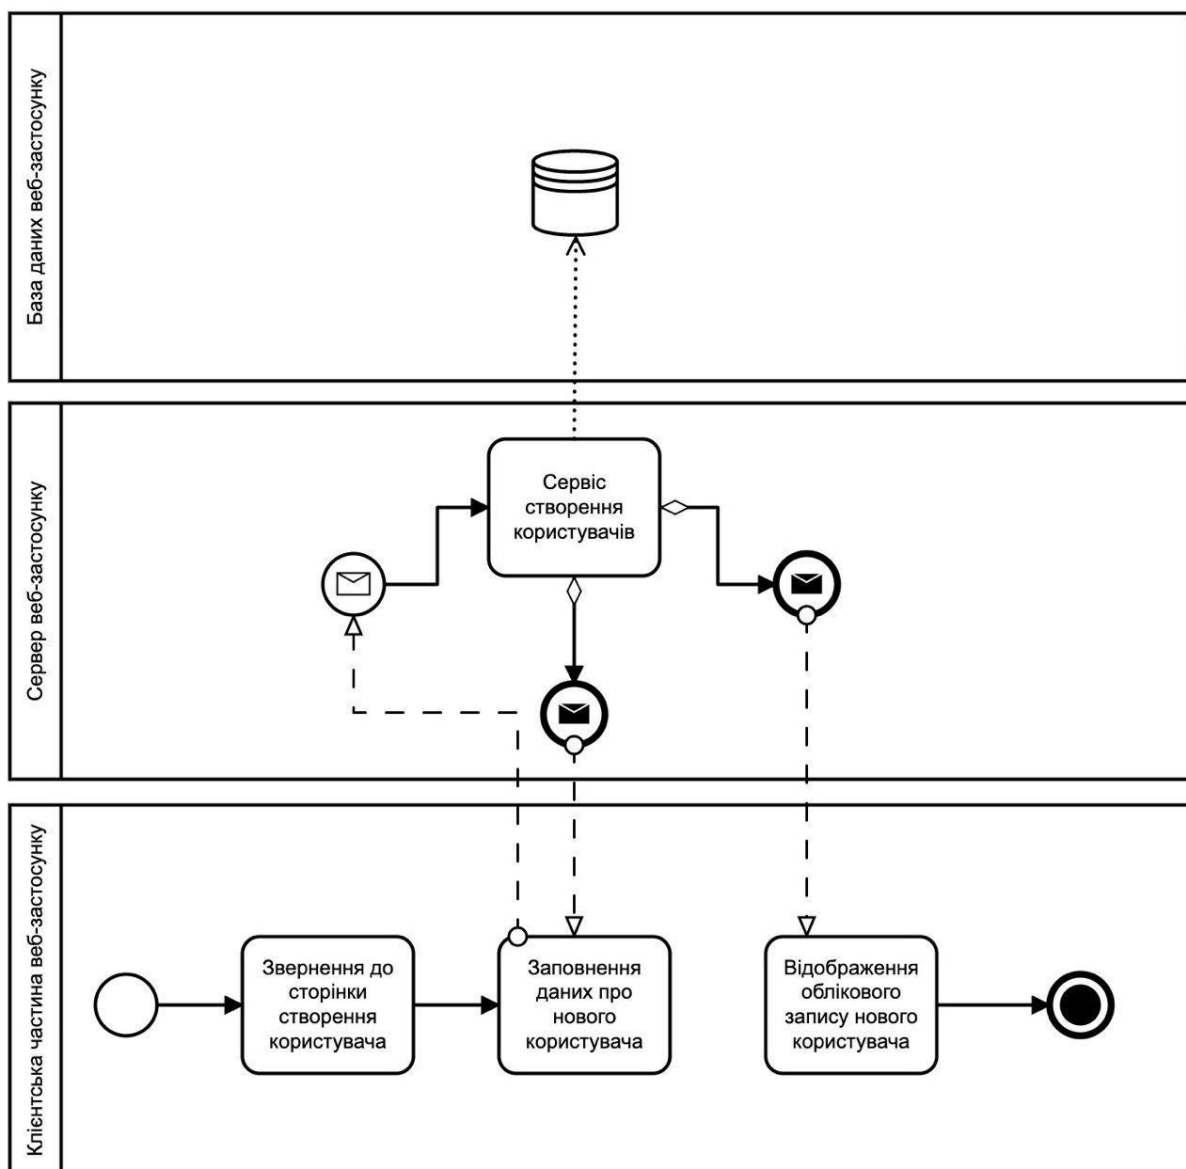 База даних веб-застосунку
Сервер веб-застосунку
Сервіс
створення
користувачів
Клієнтська частина веб-застосунку
Звернення до
сторінки
створення
користувача
Заповнення
даних про
нового
користувача
Відображення
облікового
запису нового
користувача